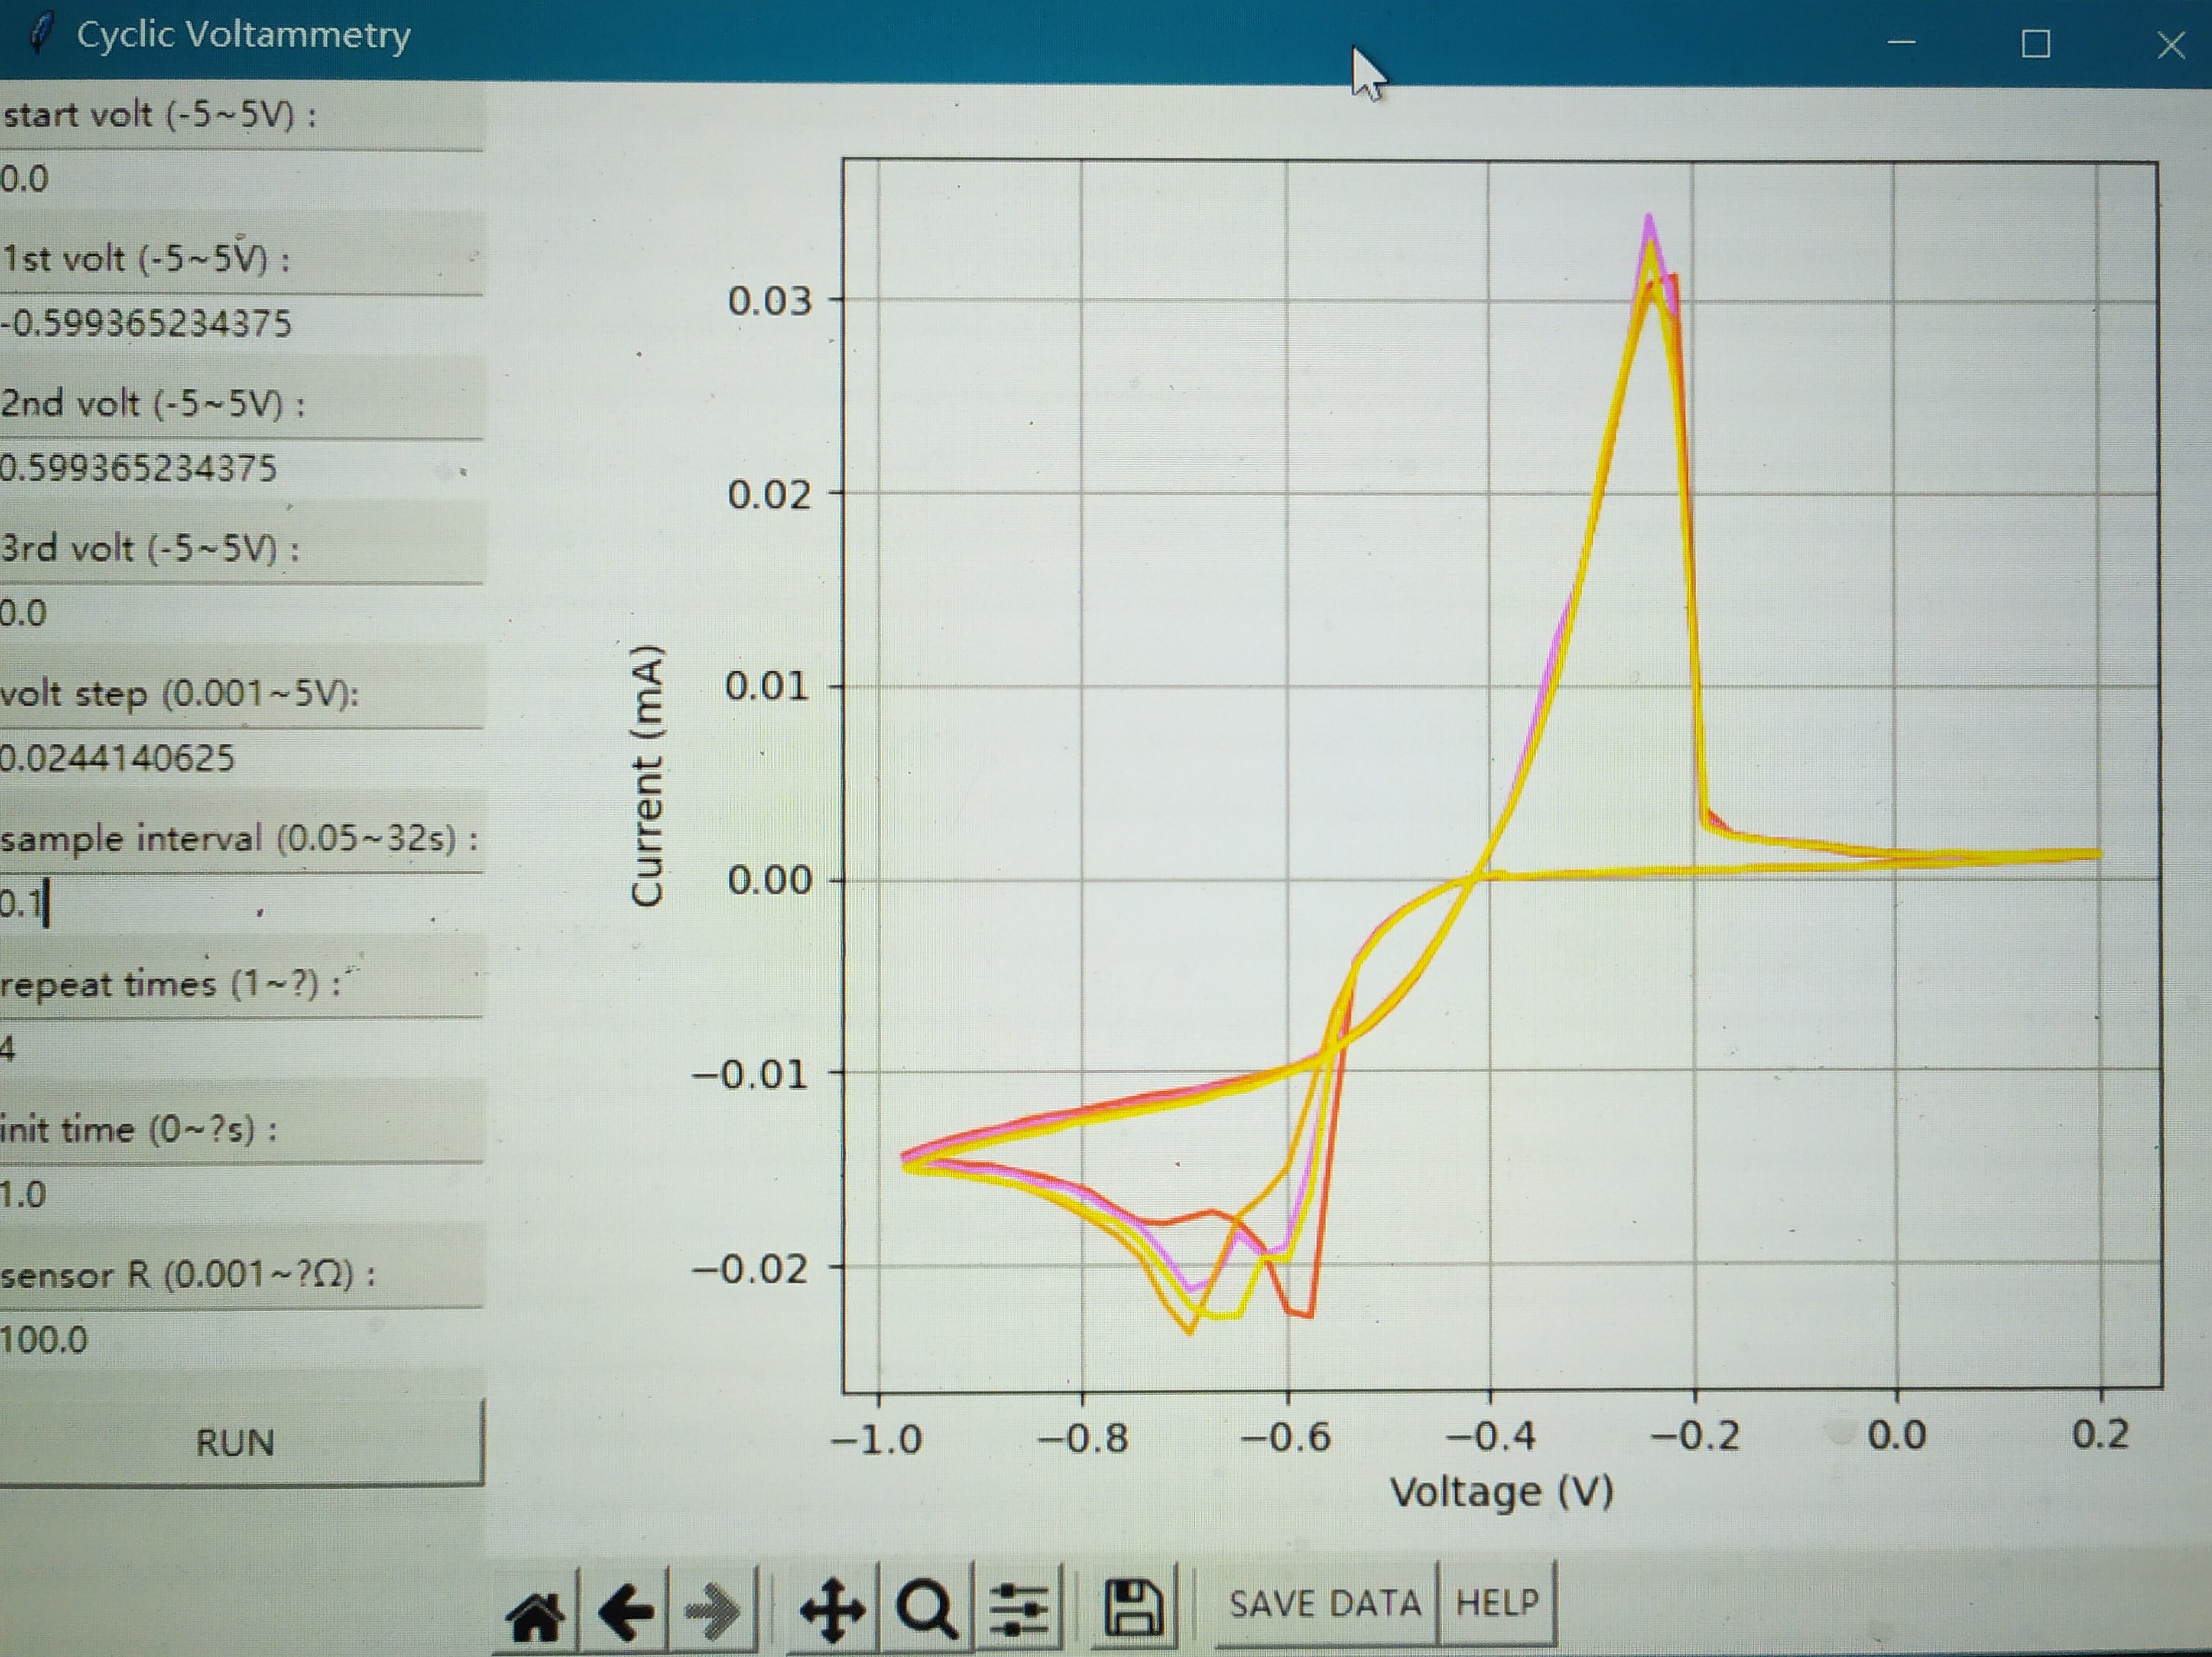 Cyclic Voltammetry
start volt (-5~5V) :
0.0
1st volt (-5~5V) :
-0.599365234375
2nd volt (-5~5V) :
0.599365234375
3rd volt (-5~5V) :
0.0
volt step (0.001~5V):
0.0244140625
sample interval (0.05~32s) :
0.1
repeat times (1~?) :
4
init time (0~?s) :
1.0
sensor R (0.001~?Ω) :
100.0
RUN
Current (mA)
0.03
0.02
0.01
0.00
−0.01
−0.02
−1.0 −0.8 −0.6 −0.4 −0.2 0.0 0.2
Voltage (V)
SAVE DATA HELP